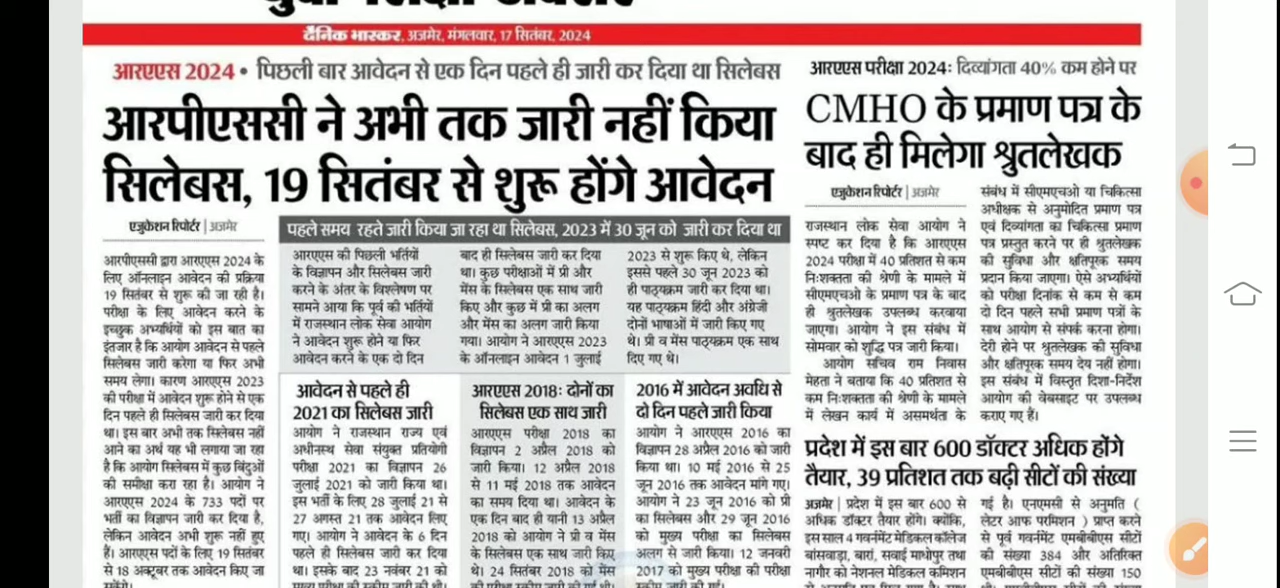 दैनिक भास्कर, अजमेर, मंगलवार, 17 सितंबर, 2024
आरएएस 2024 • पिछली बार आवेदन से एक दिन पहले ही जारी कर दिया था सिलेबस
आरपीएससी ने अभी तक जारी नहीं किया
सिलेबस, 19 सितंबर से शुरू होंगे आवेदन
एजुकेशन रिपोर्टर | अजमेर
आरपीएससी द्वारा आरएएस 2024 के
लिए ऑनलाइन आवेदन की प्रक्रिया
19 सितंबर से शुरू की जा रही है।
परीक्षा के लिए आवेदन करने के
इच्छुक अभ्यर्थियों को इस बात का
इंतजार है कि आयोग आवेदन से पहले
सिलेबस जारी करेगा या फिर अभी
समय लेगा। कारण आरएएस 2023
की परीक्षा में आवेदन शुरू होने से एक
दिन पहले ही सिलेबस जारी कर दिया
था। इस बार अभी तक सिलेबस नहीं
आने का अर्थ यह भी लगाया जा रहा
है कि आयोग सिलेबस में कुछ बिंदुओं
की समीक्षा करा रहा है। आयोग ने
आरएएस 2024 के 733 पदों पर
भर्ती का विज्ञापन जारी कर दिया है,
लेकिन आवेदन अभी शुरू नहीं हुए
हैं। आरएएस पदों के लिए 19 सितंबर
से 18 अक्टूबर तक आवेदन किए जा
सकेंगे।
पहले समय रहते जारी किया जा रहा था सिलेबस, 2023 में 30 जून को जारी कर दिया था
आरएएस की पिछली भर्तियों
के विज्ञापन और सिलेबस जारी
करने के अंतर के विश्लेषण पर
सामने आया कि पूर्व की भर्तियों
में राजस्थान लोक सेवा आयोग
ने आवेदन शुरू होने या फिर
आवेदन करने के एक दो दिन
बाद ही सिलेबस जारी कर दिया
था। कुछ परीक्षाओं में प्री और
मेंस के सिलेबस एक साथ जारी
किए और कुछ में प्री का अलग
और मेंस का अलग जारी किया
गया। आयोग ने आरएएस 2023
के ऑनलाइन आवेदन 1 जुलाई
2023 से शुरू किए थे, लेकिन
इससे पहले 30 जून 2023 को
ही पाठ्यक्रम जारी कर दिया था।
यह पाठ्यक्रम हिंदी और अंग्रेजी
दोनों भाषाओं में जारी किए गए
थे। प्री व मेंस पाठ्यक्रम एक साथ
दिए गए थे।
आवेदन से पहले ही
2021 का सिलेबस जारी
आयोग ने राजस्थान राज्य एवं
अधीनस्थ सेवा संयुक्त प्रतियोगी
परीक्षा 2021 का विज्ञापन 26
जुलाई 2021 को जारी किया था।
इस भर्ती के लिए 28 जुलाई 21 से
27 अगस्त 21 तक आवेदन लिए
गए। आयोग ने आवेदन के 6 दिन
पहले ही सिलेबस जारी कर दिया
था। इसके बाद 23 नवंबर 21 को
आरएएस 2018: दोनों का
सिलेबस एक साथ जारी
आरएएस परीक्षा 2018 का
विज्ञापन 2 अप्रैल 2018 को
जारी किया। 12 अप्रैल 2018
से 11 मई 2018 तक आवेदन
का समय दिया था। आवेदन के
एक दिन बाद ही यानी 13 अप्रैल
2018 को आयोग ने प्री व मेंस
के सिलेबस एक साथ जारी किए
थे। 24 सितंबर 2018 को मेंस
2016 में आवेदन अवधि से
दो दिन पहले जारी किया
आयोग ने आरएएस 2016 का
विज्ञापन 28 अप्रैल 2016 को जारी
किया था। 10 मई 2016 से 25
जून 2016 तक आवेदन मांगे गए।
आयोग ने 23 जून 2016 को प्री
का सिलेबस और 29 जून 2016
को मुख्य परीक्षा का सिलेबस
अलग से जारी किया। 12 जनवरी
2017 को मुख्य परीक्षा की परीक्षा
आरएएस परीक्षा 2024: दिव्यांगता 40% कम होने पर
CMHO के प्रमाण पत्र के
बाद ही मिलेगा श्रुतलेखक
एजुकेशन रिपोर्टर | अजमेर
राजस्थान लोक सेवा आयोग ने
स्पष्ट कर दिया है कि आरएएस
2024 परीक्षा में 40 प्रतिशत से कम
निःशक्तता की श्रेणी के मामले में
सीएमएचओ के प्रमाण पत्र के बाद
ही श्रुतलेखक उपलब्ध करवाया
जाएगा। आयोग ने इस संबंध में
सोमवार को शुद्धि पत्र जारी किया।
आयोग सचिव राम निवास
मेहता ने बताया कि 40 प्रतिशत से
कम निःशक्तता की श्रेणी के मामले
में लेखन कार्य में असमर्थता के
संबंध में सीएमएचओ या चिकित्सा
अधीक्षक से अनुमोदित प्रमाण पत्र
एवं दिव्यांगता का चिकित्सा प्रमाण
पत्र प्रस्तुत करने पर ही श्रुतलेखक
की सुविधा और क्षतिपूरक समय
प्रदान किया जाएगा। ऐसे अभ्यर्थियों
को परीक्षा दिनांक से कम से कम
दो दिन पहले सभी प्रमाण पत्रों के
साथ आयोग से संपर्क करना होगा।
देरी होने पर श्रुतलेखक की सुविधा
और क्षतिपूरक समय देय नहीं होगा।
इस संबंध में विस्तृत दिशा-निर्देश
आयोग की वेबसाइट पर उपलब्ध
कराए गए हैं।
प्रदेश में इस बार 600 डॉक्टर अधिक होंगे
तैयार, 39 प्रतिशत तक बढ़ी सीटों की संख्या
अजमेर | प्रदेश में इस बार 600 से
अधिक डॉक्टर तैयार होंगे। क्योंकि,
इस साल 4 गवर्नमेंट मेडिकल कॉलेज
बांसवाड़ा, बारां, सवाई माधोपुर तथा
नागौर को नेशनल मेडिकल कमिशन
गई है। एनएमसी से अनुमति (
लेटर आफ परमिशन ) प्राप्त करने
से पूर्व गवर्नमेंट एमबीबीएस सीटों
की संख्या 384 और अतिरिक्त
एमबीबीएस सीटों की संख्या 150